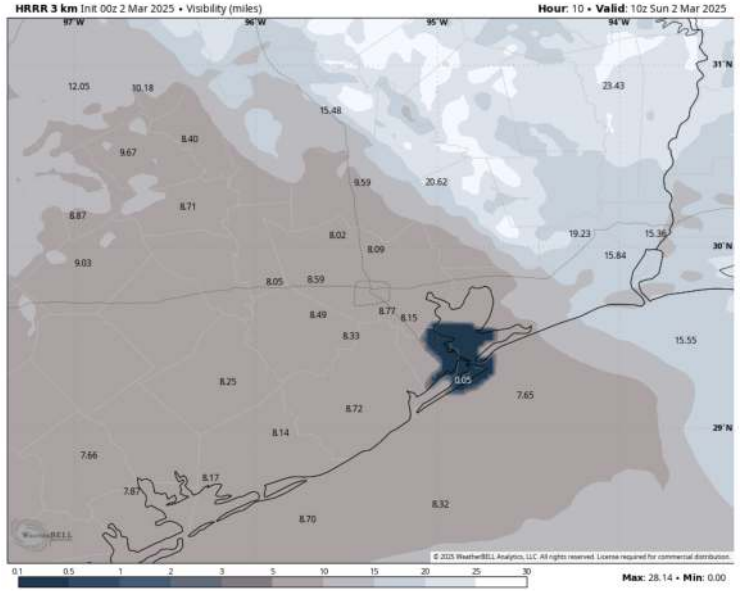 HRRR 3 km Init 00z 2 Mar 2025 • Visibility (miles)
Hour: 10 • Valid: 10z Sun 2 Mar 2025
97°W 96°W 95°W 94°W
31°N
12.05 10.18 23.43
15.48
8.40
9.67
9.59 20.62
8.71
8.87
8.02 19.23 15.36
30°N
8.09
9.03 15.84
8.05 8.59
8.49 8.77 8.15
8.33 15.55
8.25 0.05
7.65
8.72
8.14 29°N
7.66
8.17
7.87
8.32
8.70
WeatherBELL
© 2025 WeatherBELL Analytics, LLC. All rights reserved. License required for commercial distribution.
0.1 0.5 1 2 3 5 10 15 20 25 30
Max: 28.14 • Min: 0.00